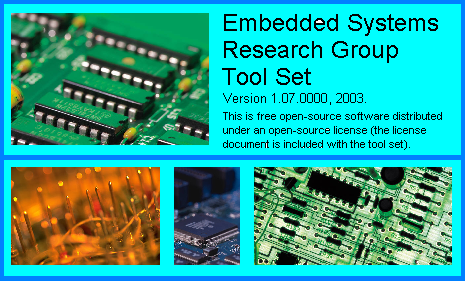 Embedded Systems
Research Group
Tool Set
Version 1.07.0000, 2003.
This is free open-source software distributed
under an open-source license (the license
document is included with the tool set).